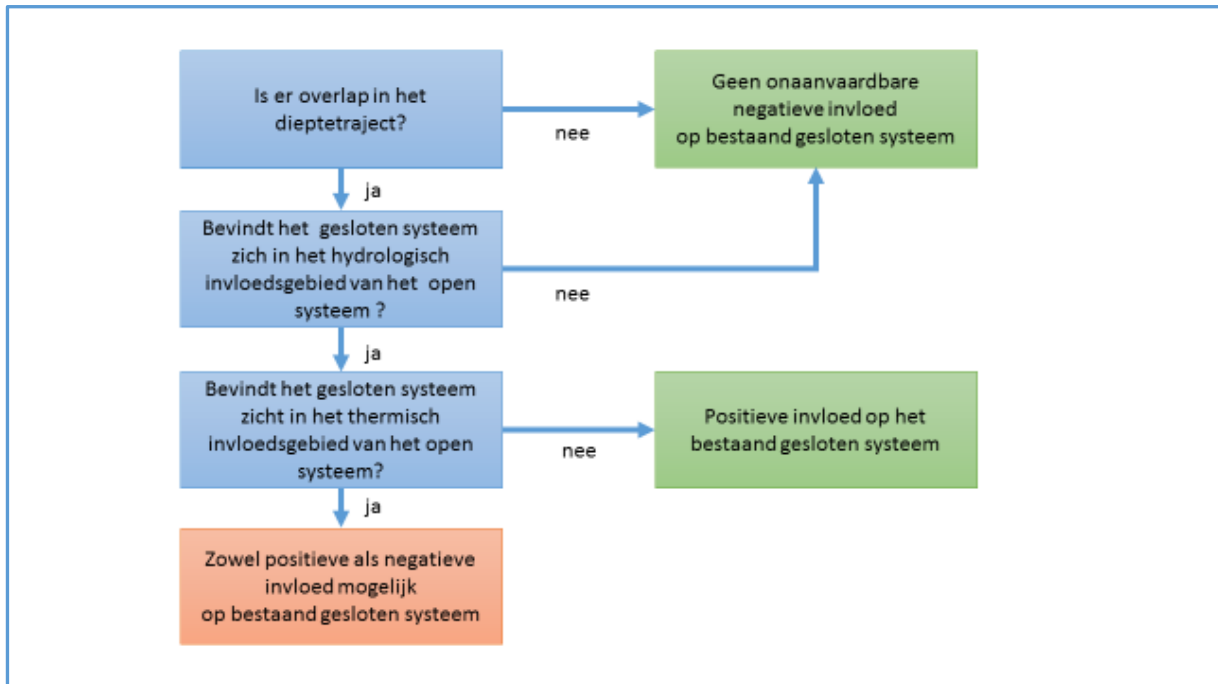 Is er overlap in het
dieptetraject?
nee
Geen onaanvaardbare
negatieve invloed
op bestaand gesloten systeem
ja
Bevindt het gesloten systeem
zich in het hydrologisch
invloedsgebied van het open
systeem ?
nee
ja
Bevindt het gesloten systeem
zicht in het thermisch
invloedsgebied van het open
systeem?
nee
Positieve invloed op het
bestaand gesloten systeem
ja
Zowel positieve als negatieve
invloed mogelijk
op bestaand gesloten systeem